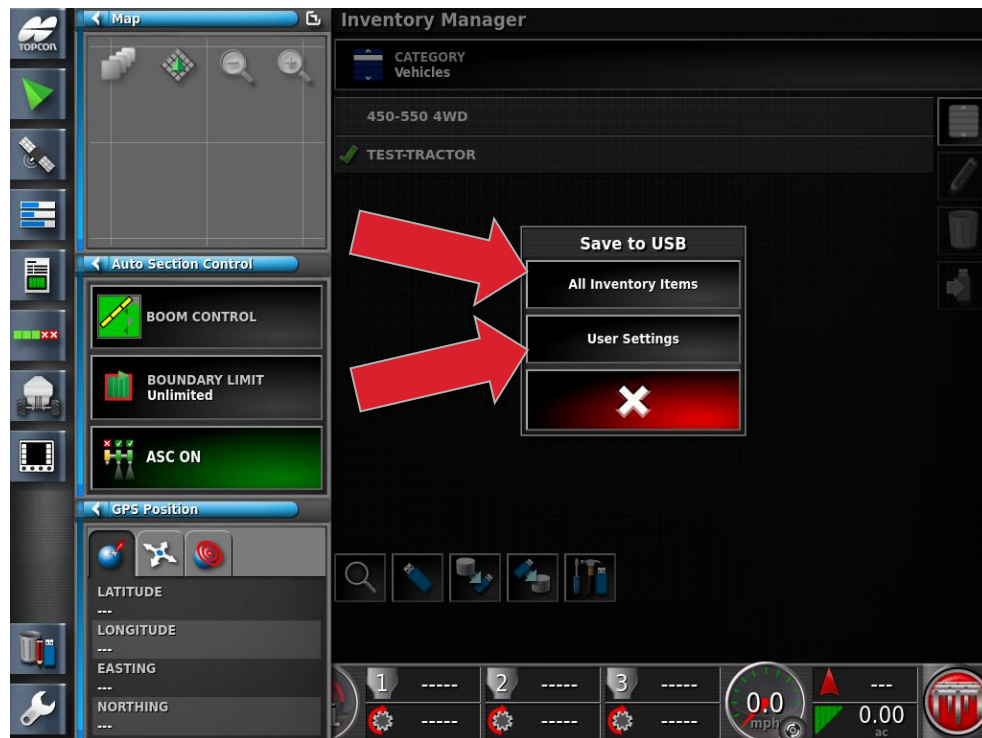 TOPCON
Map
Inventory Manager
CATEGORY
Vehicles
450-550 4WD
TEST-TRACTOR
Save to USB
All Inventory Items
User Settings
Auto Section Control
BOOM CONTROL
BOUNDARY LIMIT
Unlimited
ASC ON
GPS Position
LATITUDE
---
LONGITUDE
---
EASTING
---
NORTHING
---
1 ----- 2 ----- 3 -----
----- ----- -----
0.0
mph
---
0.00
ac